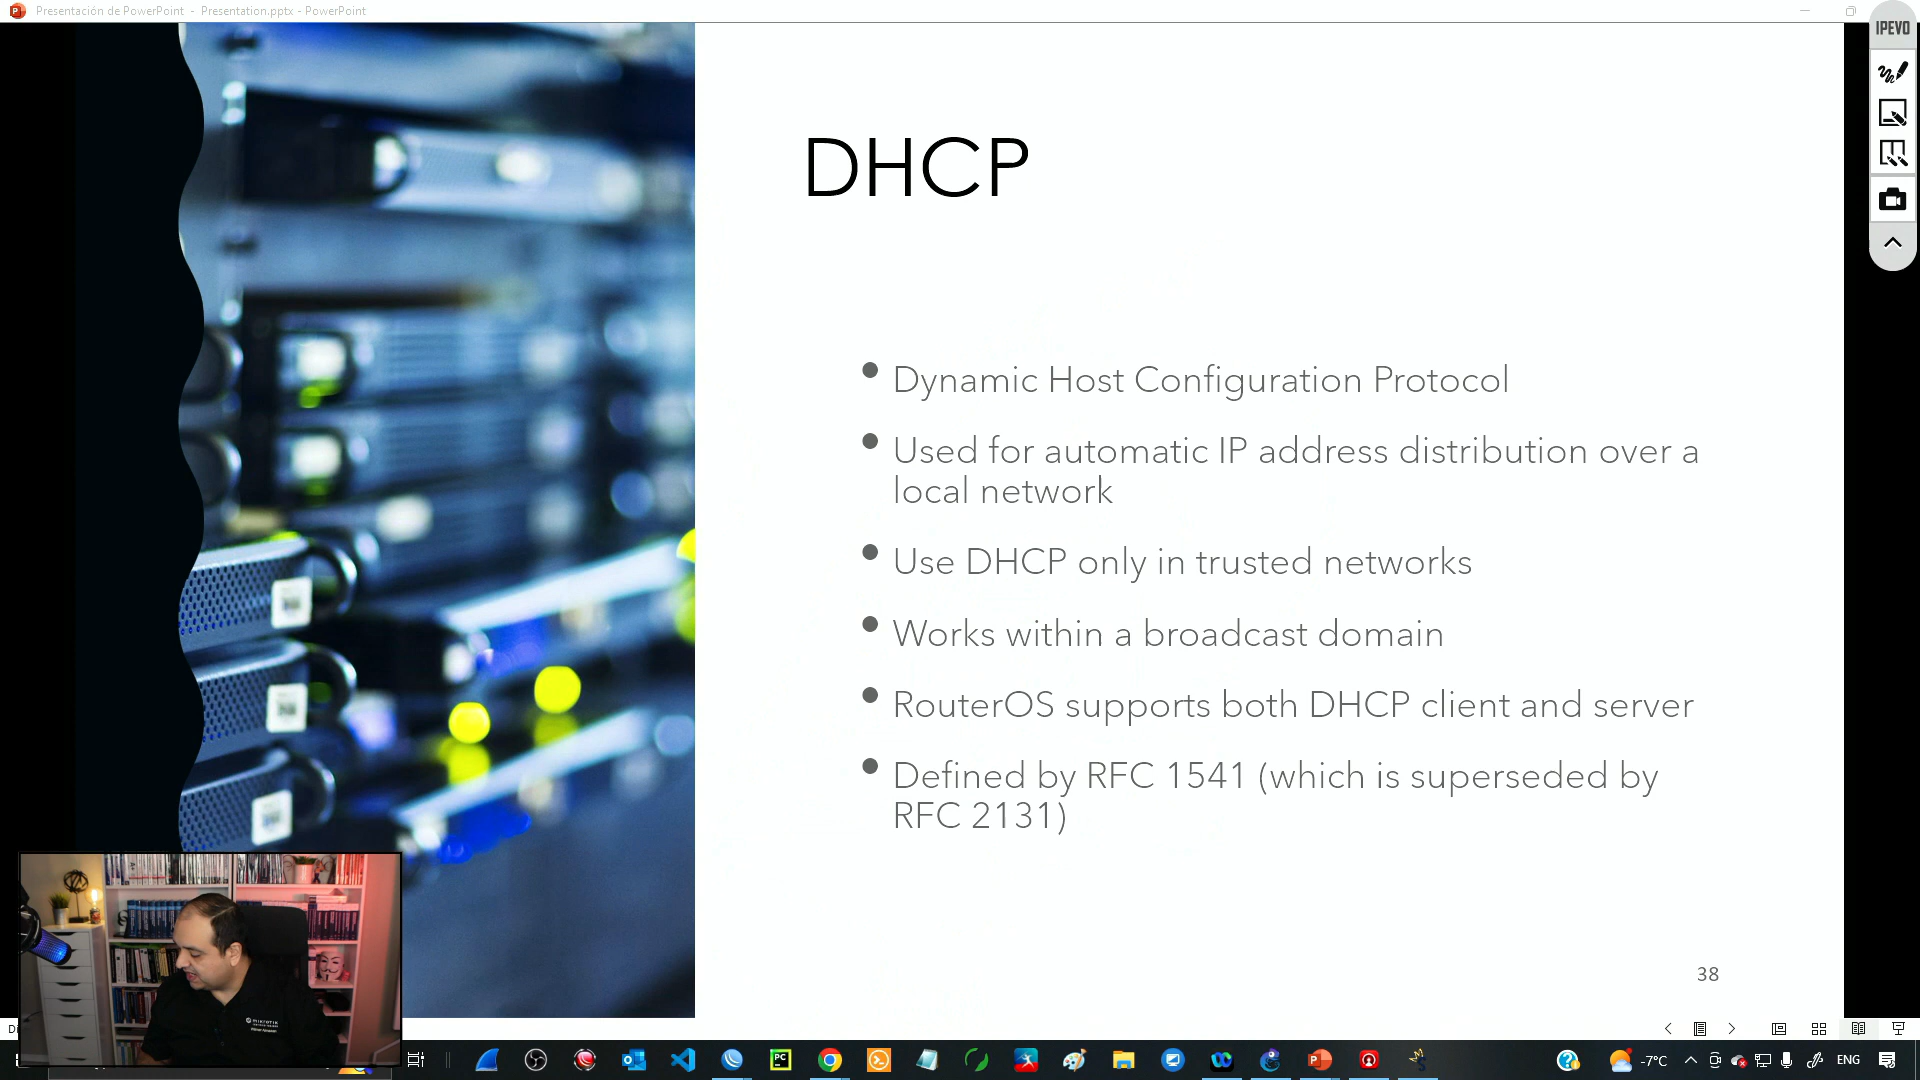 Presentación de PowerPoint - Presentation.pptx - PowerPoint
IPEVO
DHCP
• Dynamic Host Configuration Protocol
• Used for automatic IP address distribution over a
local network
• Use DHCP only in trusted networks
• Works within a broadcast domain
• RouterOS supports both DHCP client and server
• Defined by RFC 1541 (which is superseded by
RFC 2131)
38
-7°C
ENG